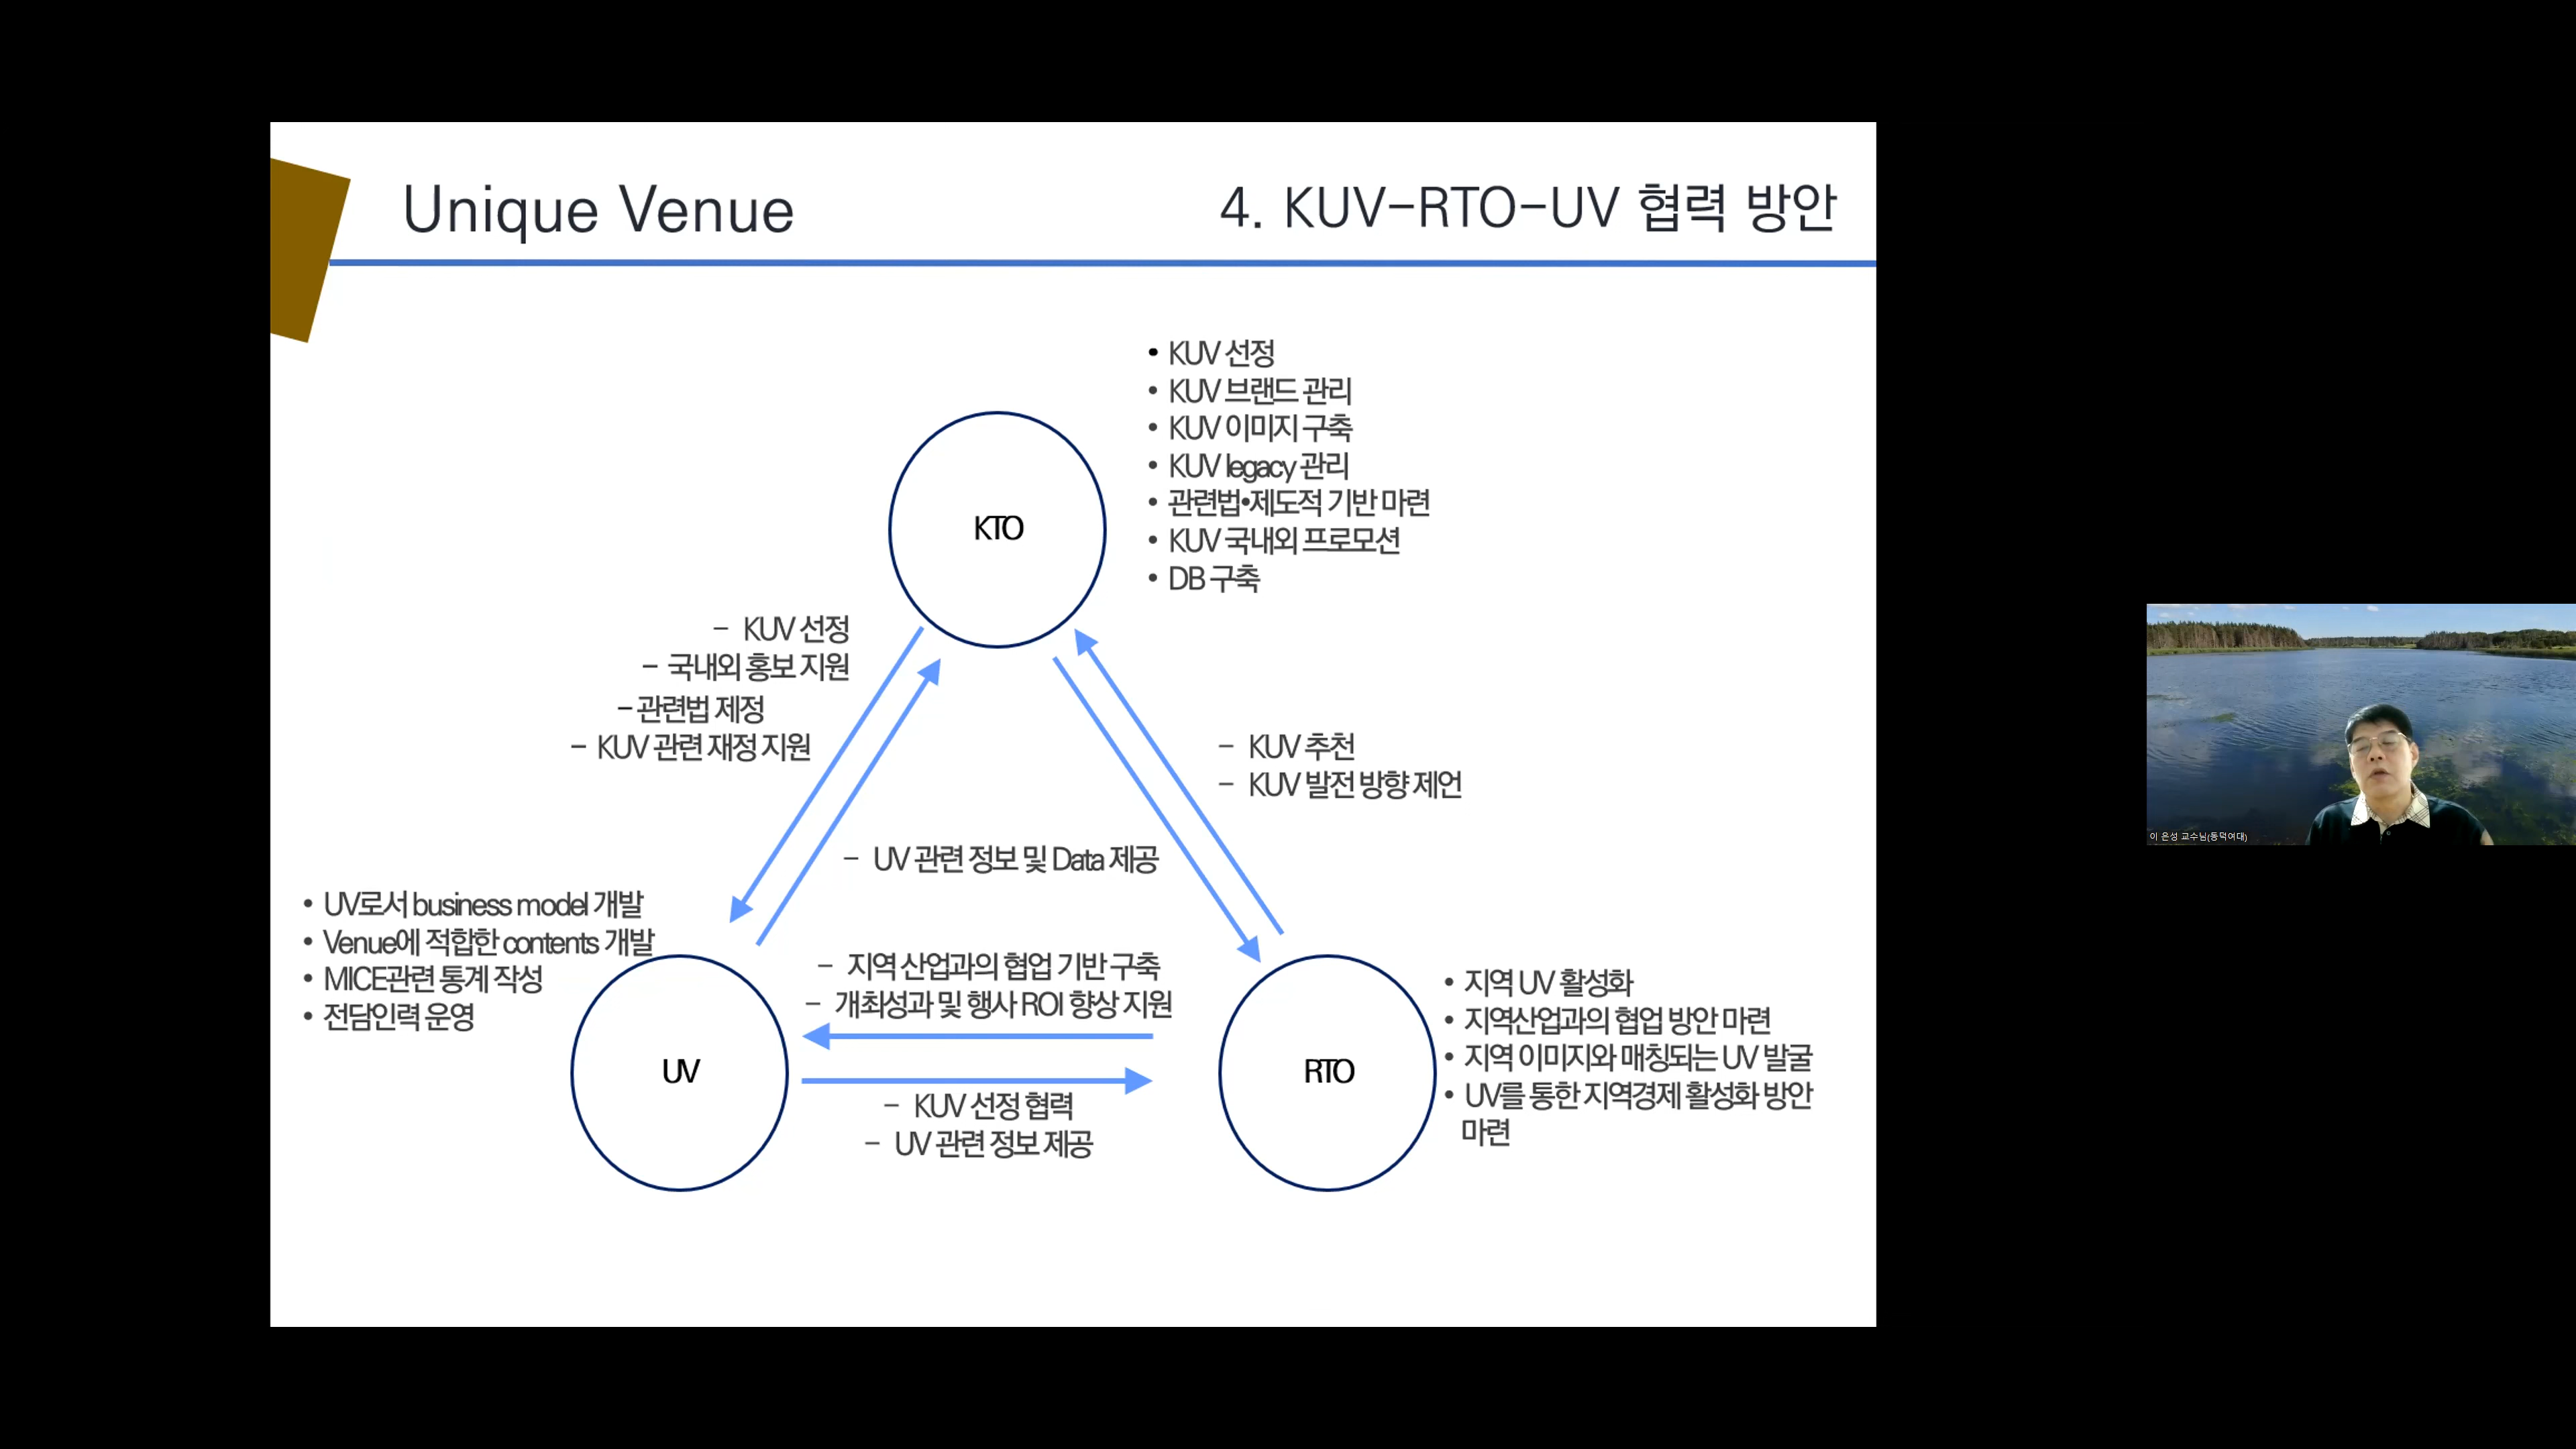 Unique Venue
4. KUV-RTO-UV 협력 방안
• KUV 선정
• KUV 브랜드 관리
• KUV 이미지 구축
• KUV legacy 관리
• 관련법•제도적 기반 마련
• KUV 국내외 프로모션
• DB 구축
KTO
- KUV 선정
- 국내외 홍보 지원
- 관련법 제정
- KUV 관련 재정 지원
- KUV 추천
- KUV 발전 방향 제언
- UV 관련 정보 및 Data 제공
• UV로서 business model 개발
• Venue에 적합한 contents 개발
• MICE관련 통계 작성
• 전담인력 운영
UV
- 지역 산업과의 협업 기반 구축
- 개최성과 및 행사 ROI 향상 지원
- KUV 선정 협력
- UV 관련 정보 제공
RTO
• 지역 UV 활성화
• 지역산업과의 협업 방안 마련
• 지역 이미지와 매칭되는 UV 발굴
• UV를 통한 지역경제 활성화 방안
마련
이 은성 교수님(동덕여대)